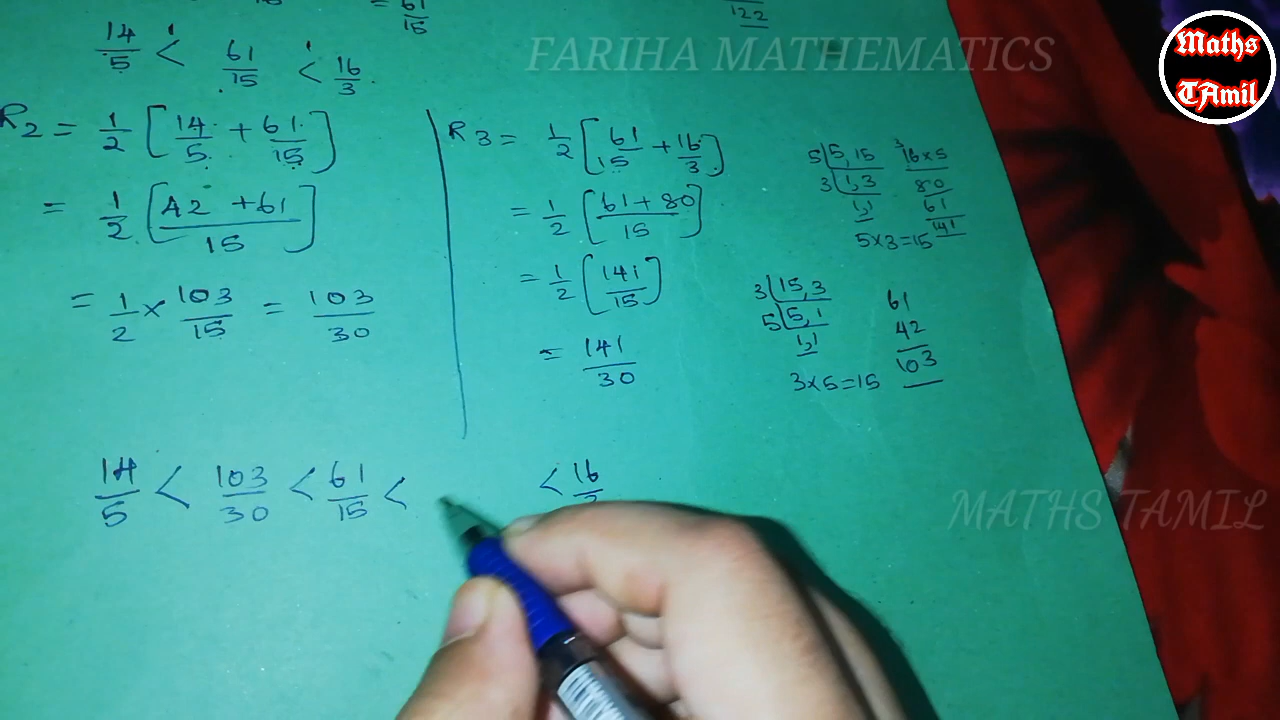 = 61/15
122
14/5 < 61/15 < 16/3
R2 = 1/2 [14/5 + 61/15]
= 1/2 [42 + 61 / 15]
= 1/2 × 103/15 = 103/30
R3 = 1/2 [61/15 + 16/3]
= 1/2 [61 + 80 / 15]
= 1/2 [141/15]
= 141/30
5 | 5, 15
3 | 1, 3
1, 1
5×3=15
3 16×5
80
61
141
3 | 15, 3
5 | 5, 1
1, 1
3×5=15
61
42
103
14/5 < 103/30 < 61/15 < < 16/3
FARIHA MATHEMATICS
MATHS TAMIL
Maths
TAmil